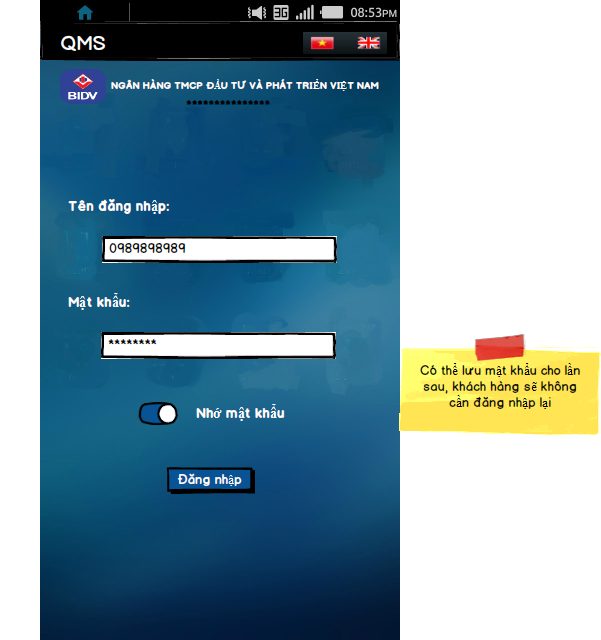 3G 08:53PM
QMS
BIDV
NGÂN HÀNG TMCP ĐẦU TƯ VÀ PHÁT TRIỂN VIỆT NAM
***************
Tên đăng nhập:
0989898989
Mật khẩu:
********
Có thể lưu mật khẩu cho lần
sau, khách hàng sẽ không
cần đăng nhập lại
Nhớ mật khẩu
Đăng nhập